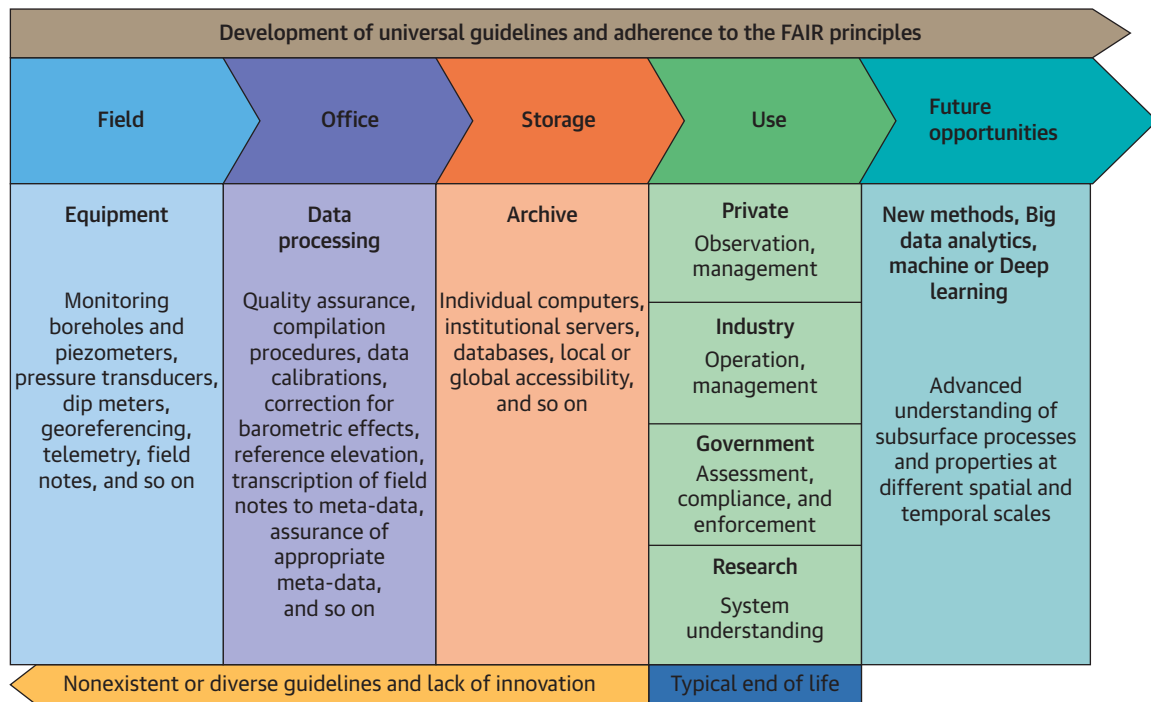 Development of universal guidelines and adherence to the FAIR principles
Field
Office
Storage
Use
Future
opportunities
Equipment
Monitoring
boreholes and
piezometers,
pressure transducers,
dip meters,
georeferencing,
telemetry, field
notes, and so on
Data
processing
Quality assurance,
compilation
procedures, data
calibrations,
correction for
barometric effects,
reference elevation,
transcription of field
notes to meta-data,
assurance of
appropriate
meta-data,
and so on
Archive
Individual computers,
institutional servers,
databases, local or
global accessibility,
and so on
Private
Observation,
management
Industry
Operation,
management
Government
Assessment,
compliance, and
enforcement
Research
System
understanding
New methods, Big
data analytics,
machine or Deep
learning
Advanced
understanding of
subsurface processes
and properties at
different spatial and
temporal scales
Nonexistent or diverse guidelines and lack of innovation
Typical end of life